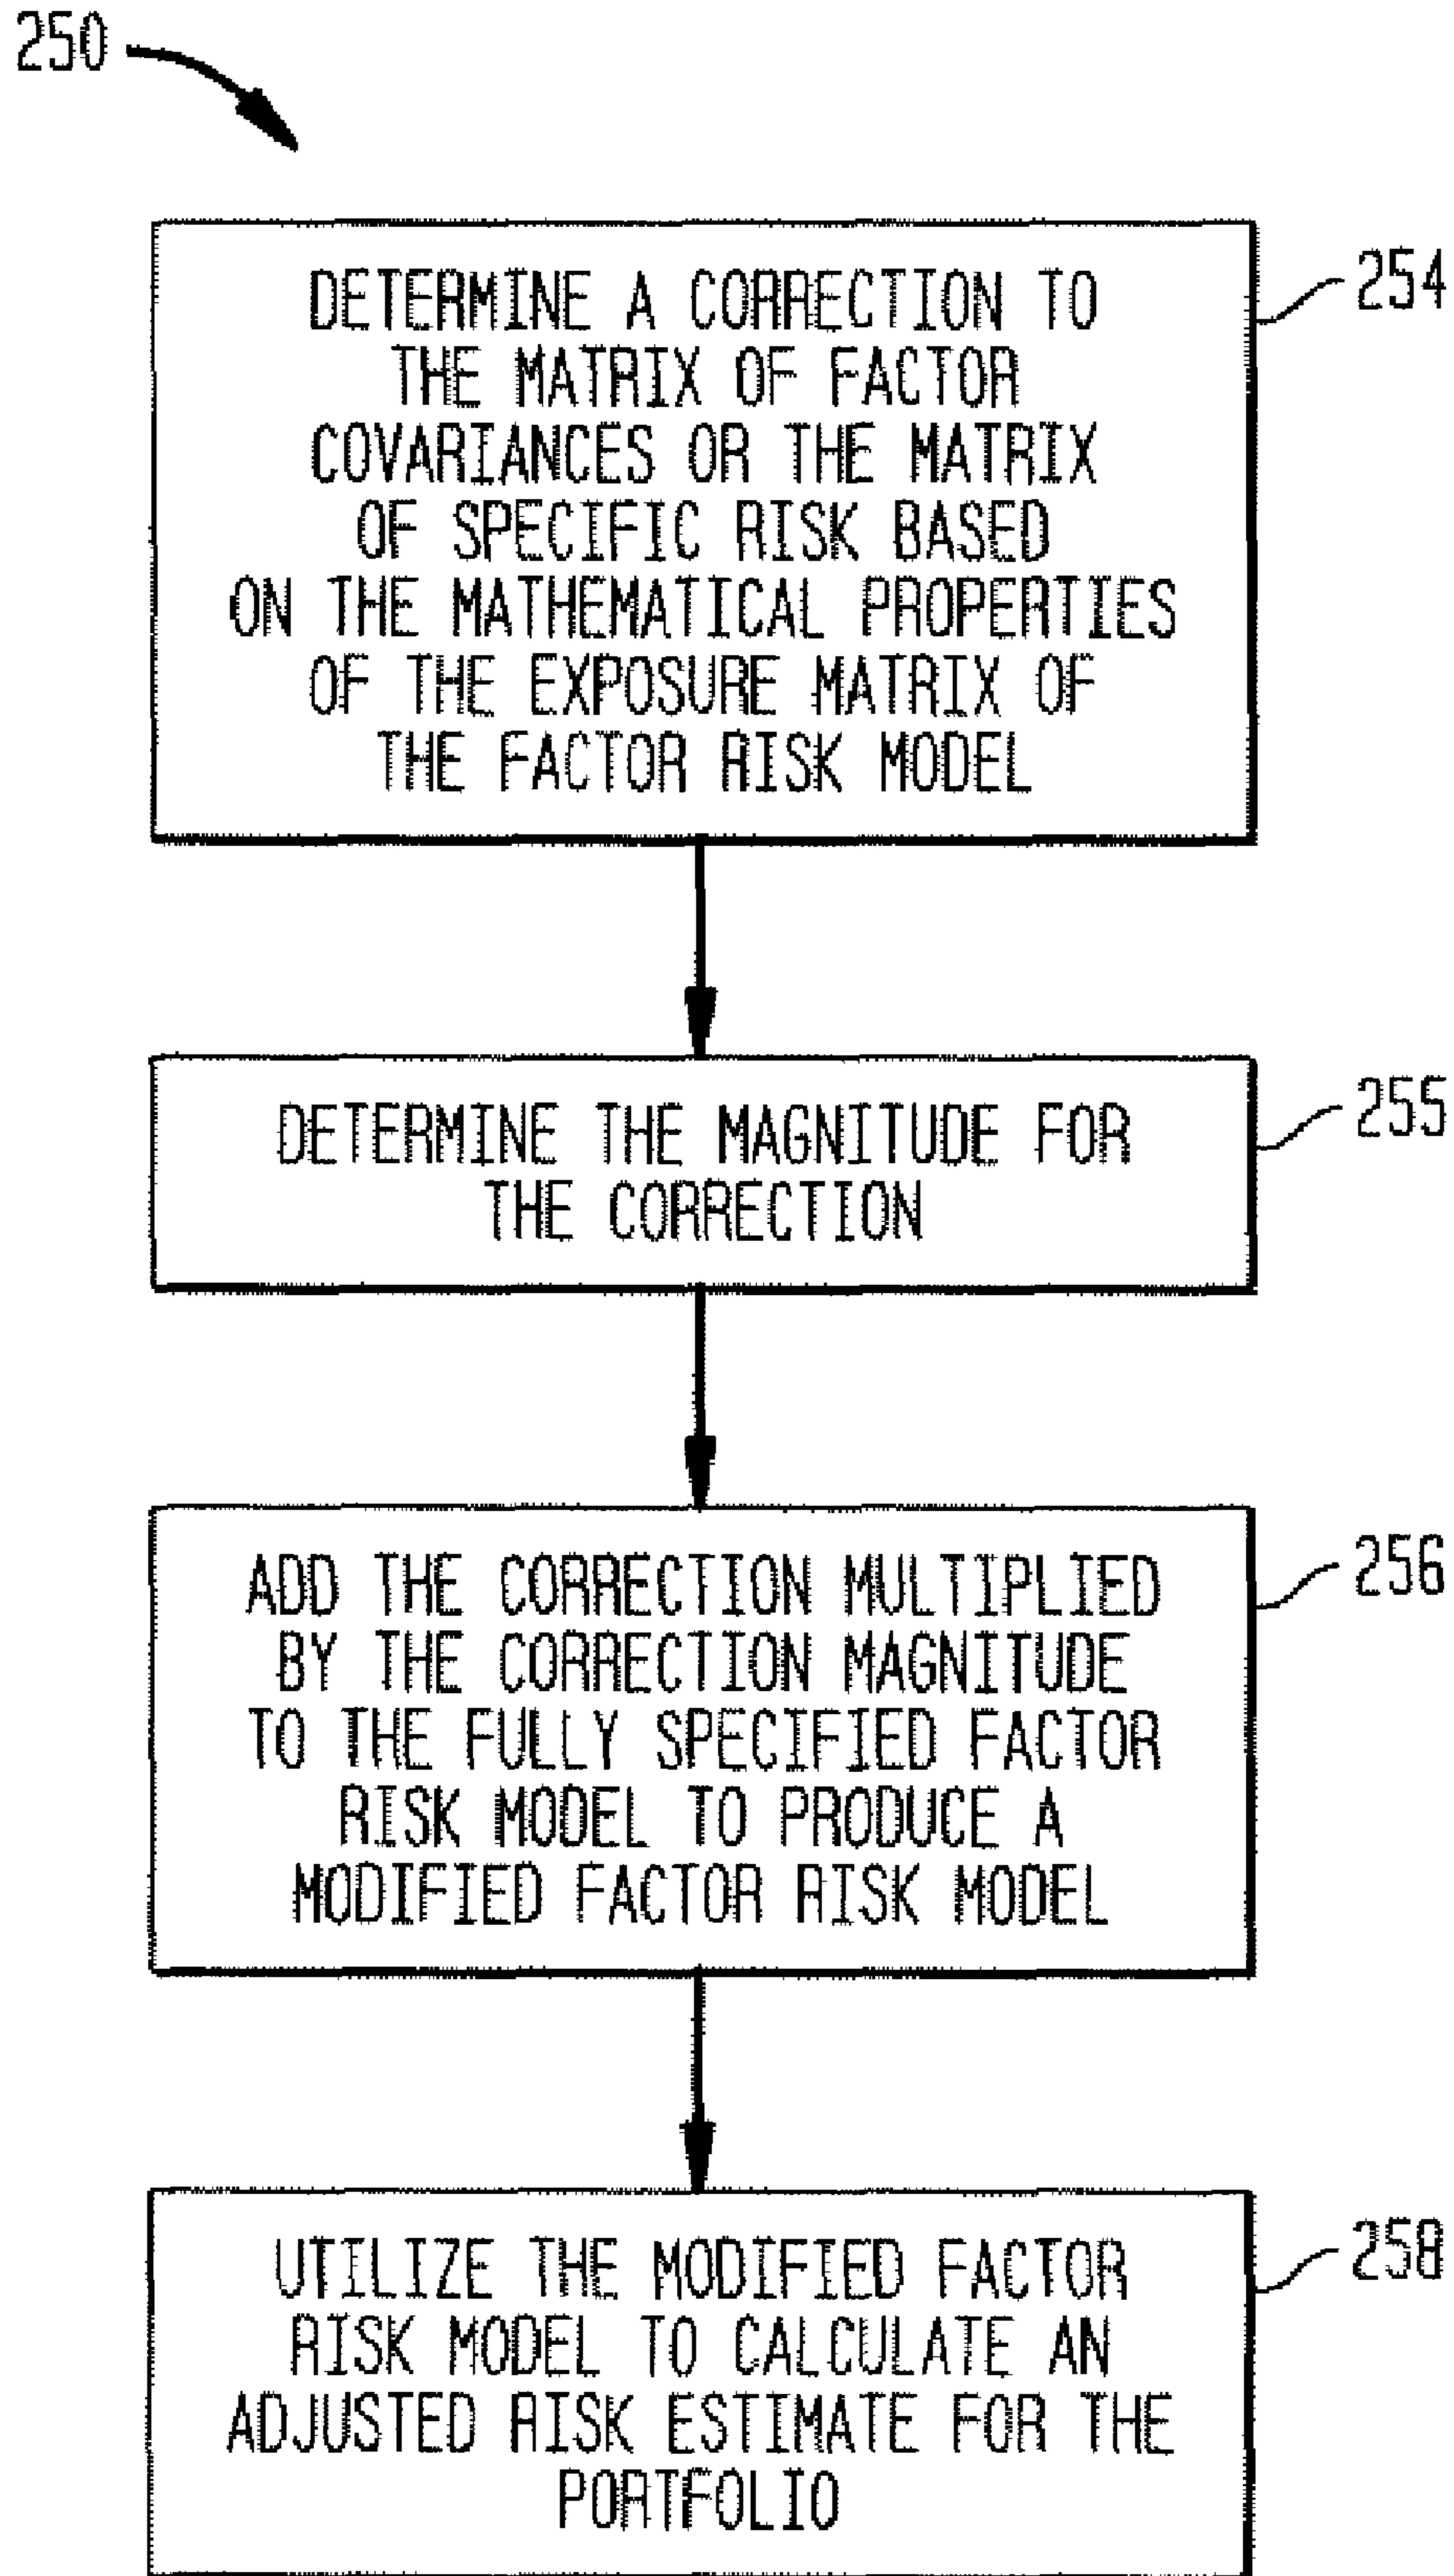 250
DETERMINE A CORRECTION TO
THE MATRIX OF FACTOR
COVARIANCES OR THE MATRIX
OF SPECIFIC RISK BASED
ON THE MATHEMATICAL PROPERTIES
OF THE EXPOSURE MATRIX OF
THE FACTOR RISK MODEL
254
DETERMINE THE MAGNITUDE FOR
THE CORRECTION
255
ADD THE CORRECTION MULTIPLIED
BY THE CORRECTION MAGNITUDE
TO THE FULLY SPECIFIED FACTOR
RISK MODEL TO PRODUCE A
MODIFIED FACTOR RISK MODEL
256
UTILIZE THE MODIFIED FACTOR
RISK MODEL TO CALCULATE AN
ADJUSTED RISK ESTIMATE FOR THE
PORTFOLIO
258